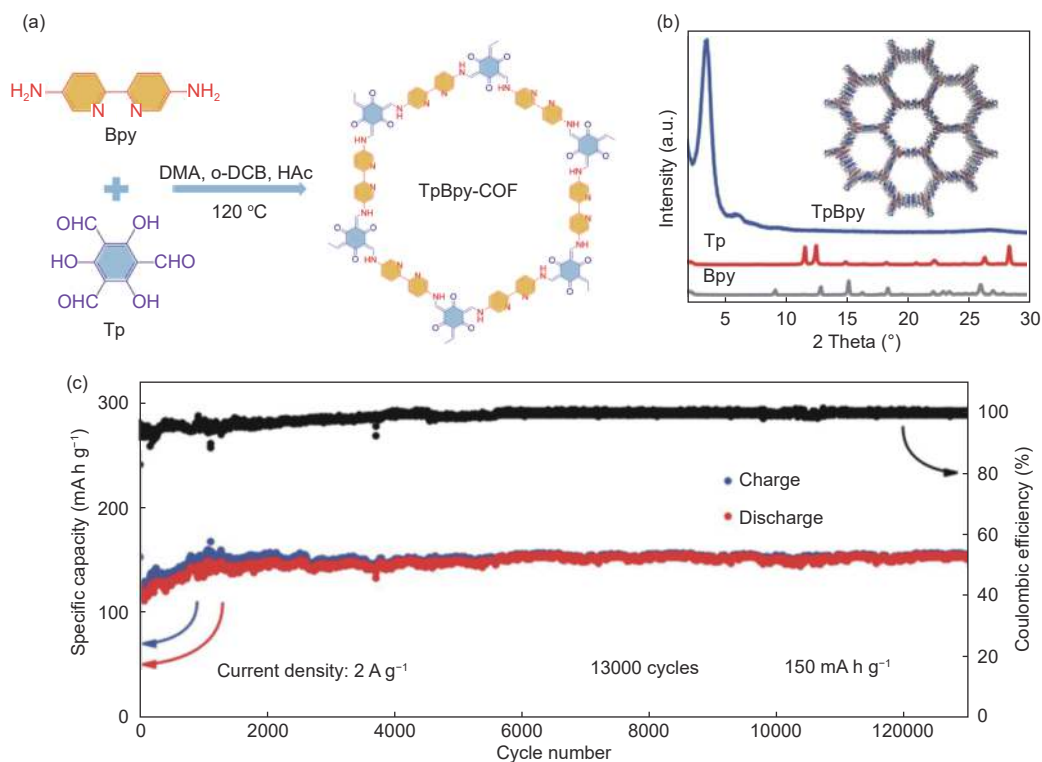 (a)
H₂N
NH₂
N
N
Bpy
DMA, o-DCB, HAc
120 °C
CHO
OH
HO
CHO
CHO
OH
Tp
TpBpy-COF
(b)
Intensity (a.u.)
TpBpy
Tp
Bpy
5
10
15
20
25
30
2 Theta (°)
(c)
300
200
100
0
Specific capacity (mA h g⁻¹)
100
80
60
40
20
0
Coulombic efficiency (%)
Charge
Discharge
Current density: 2 A g⁻¹
13000 cycles
150 mA h g⁻¹
0
2000
4000
6000
8000
10000
120000
Cycle number